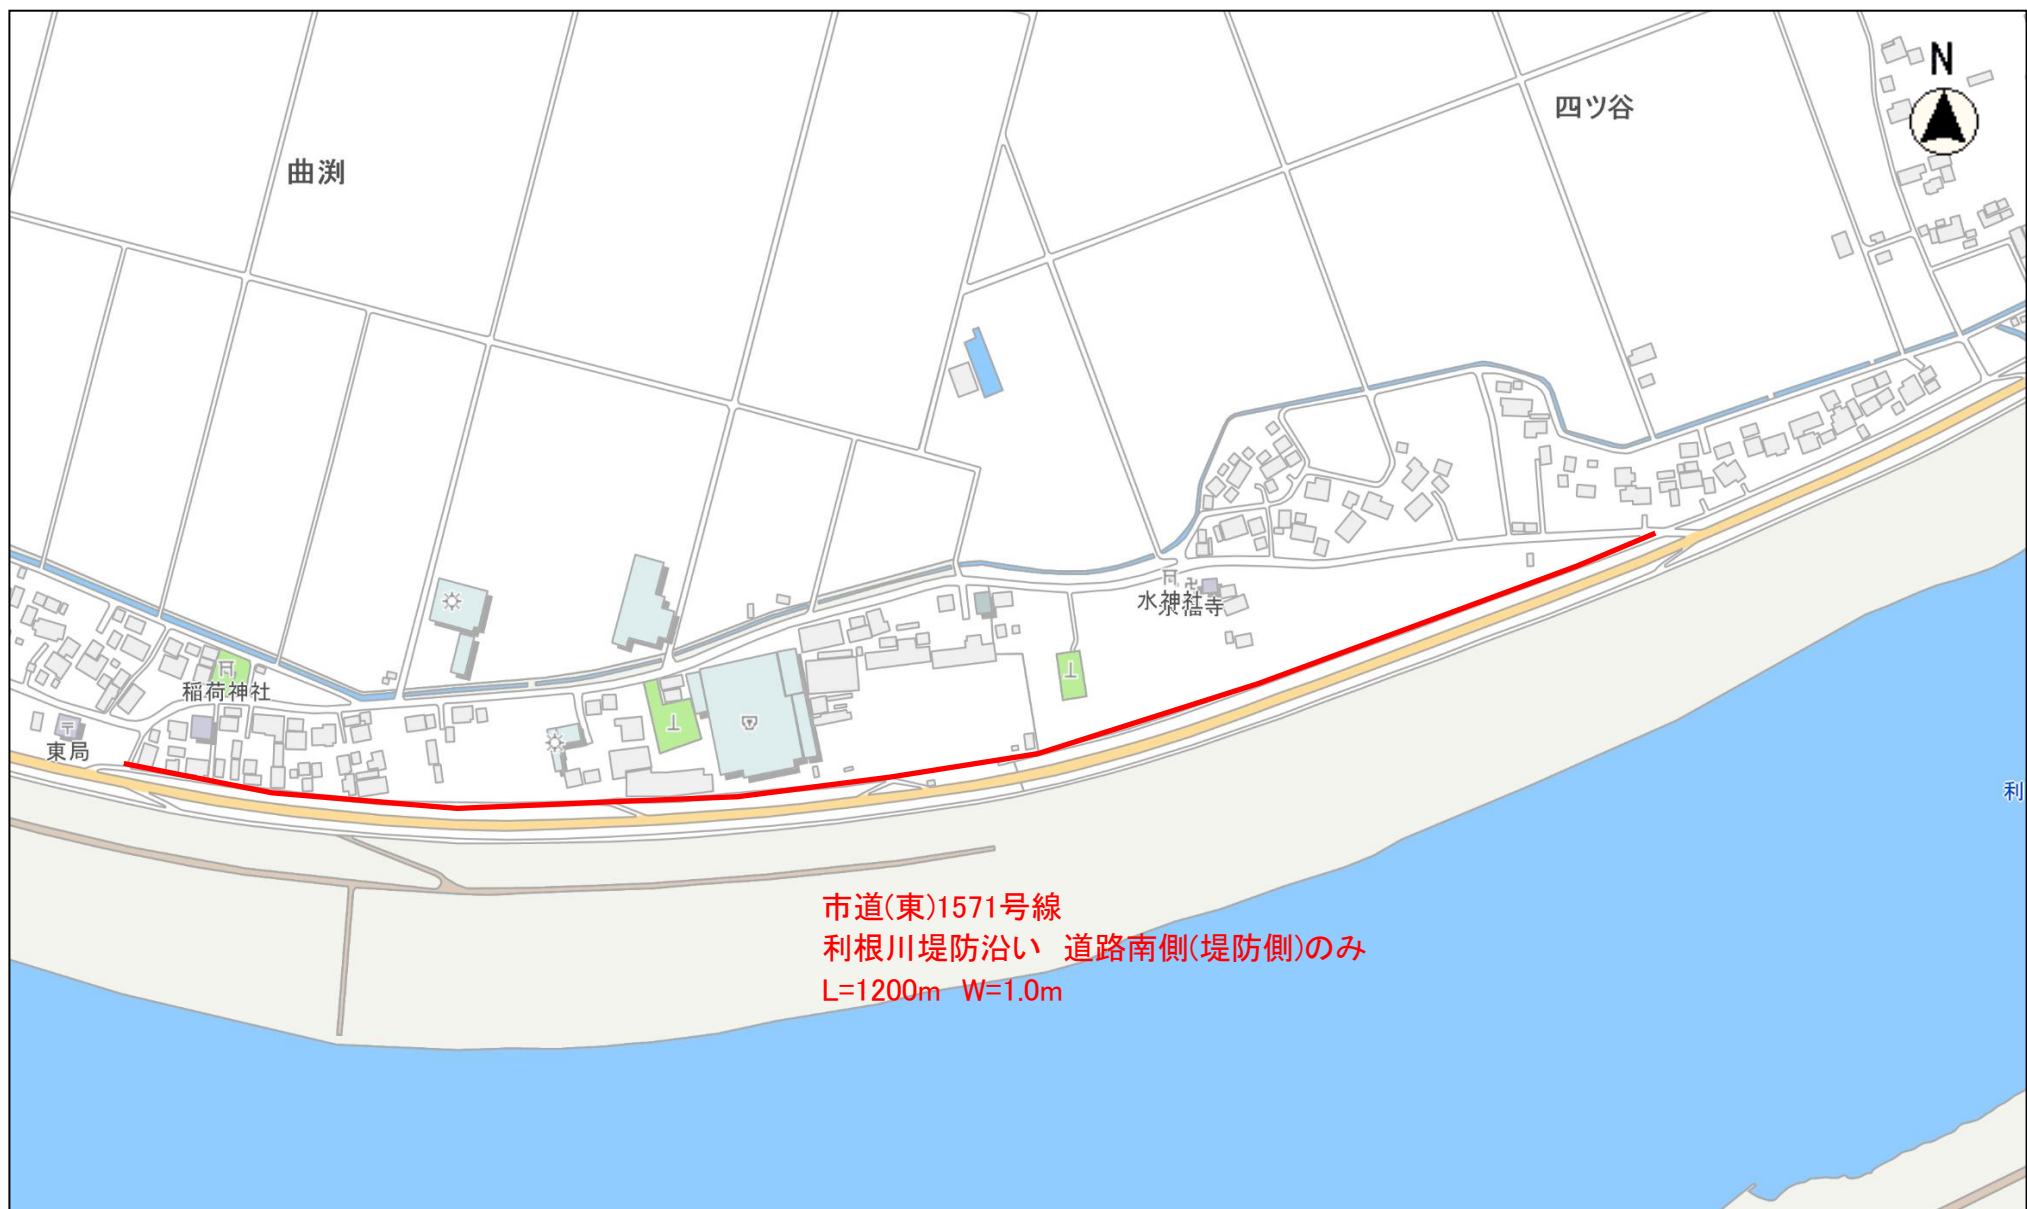 N
四ツ谷
曲渕
水神社
稲荷神社
東局
利
市道(東)1571号線
利根川堤防沿い　道路南側(堤防側)のみ
L=1200m　W=1.0m